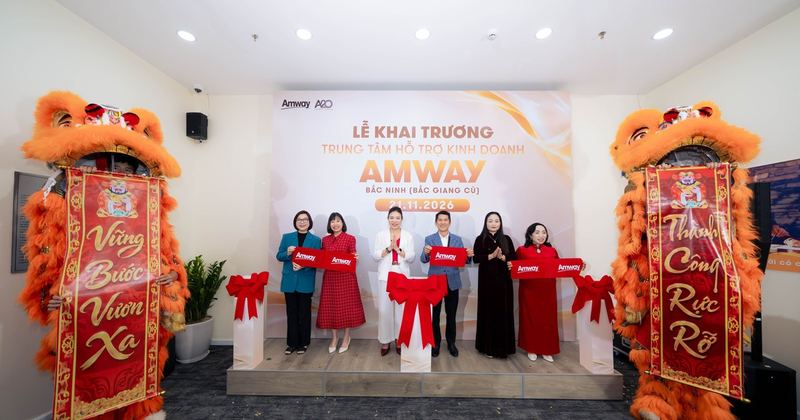 Amway A20
LỄ KHAI TRƯƠNG
TRUNG TÂM HỖ TRỢ KINH DOANH
AMWAY
BẮC NINH (BẮC GIANG CŨ)
21.11.2026
Vững
Bước
Vươn
Xa
Thành
Công
Rực
Rỡ
Amway
Amway
Amway
Amway
Amway